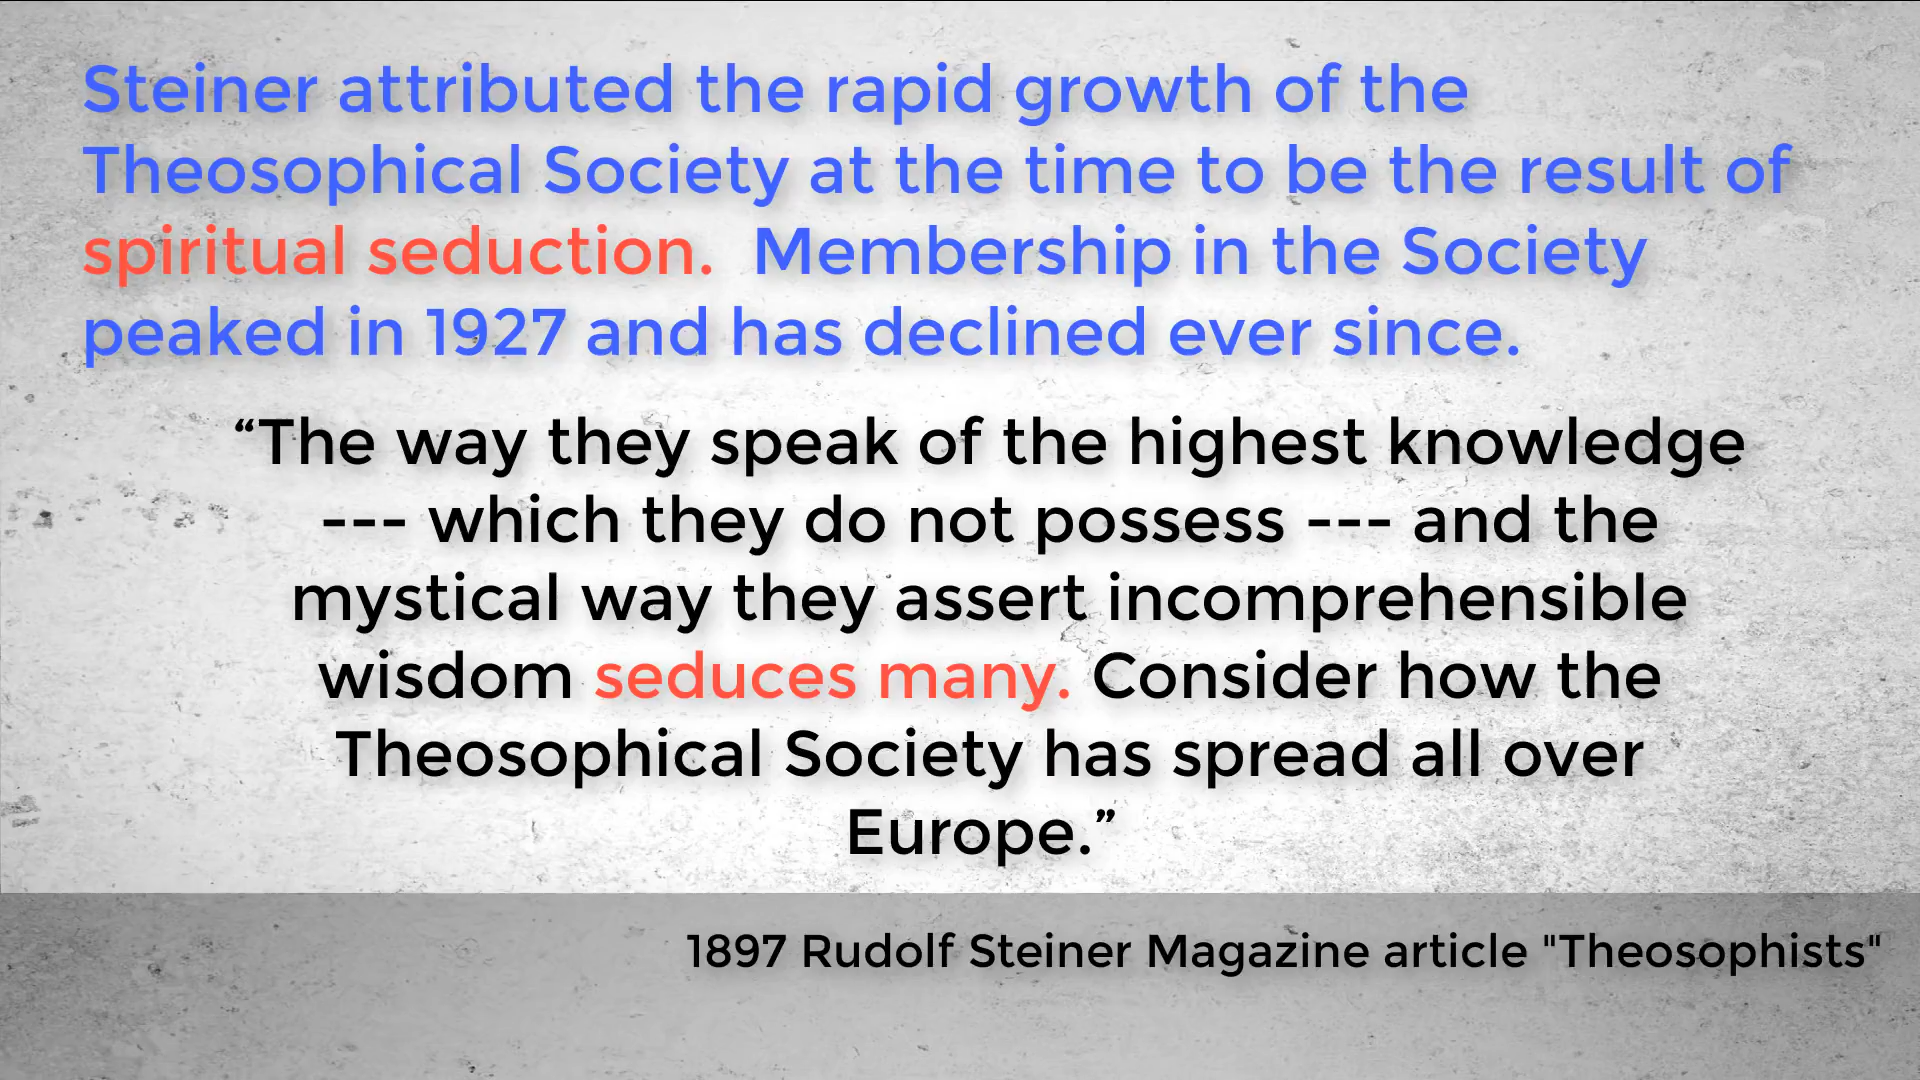 Steiner attributed the rapid growth of the
Theosophical Society at the time to be the result of
spiritual seduction.  Membership in the Society
peaked in 1927 and has declined ever since.
“The way they speak of the highest knowledge
--- which they do not possess --- and the
mystical way they assert incomprehensible
wisdom seduces many. Consider how the
Theosophical Society has spread all over
Europe.”
1897 Rudolf Steiner Magazine article "Theosophists"